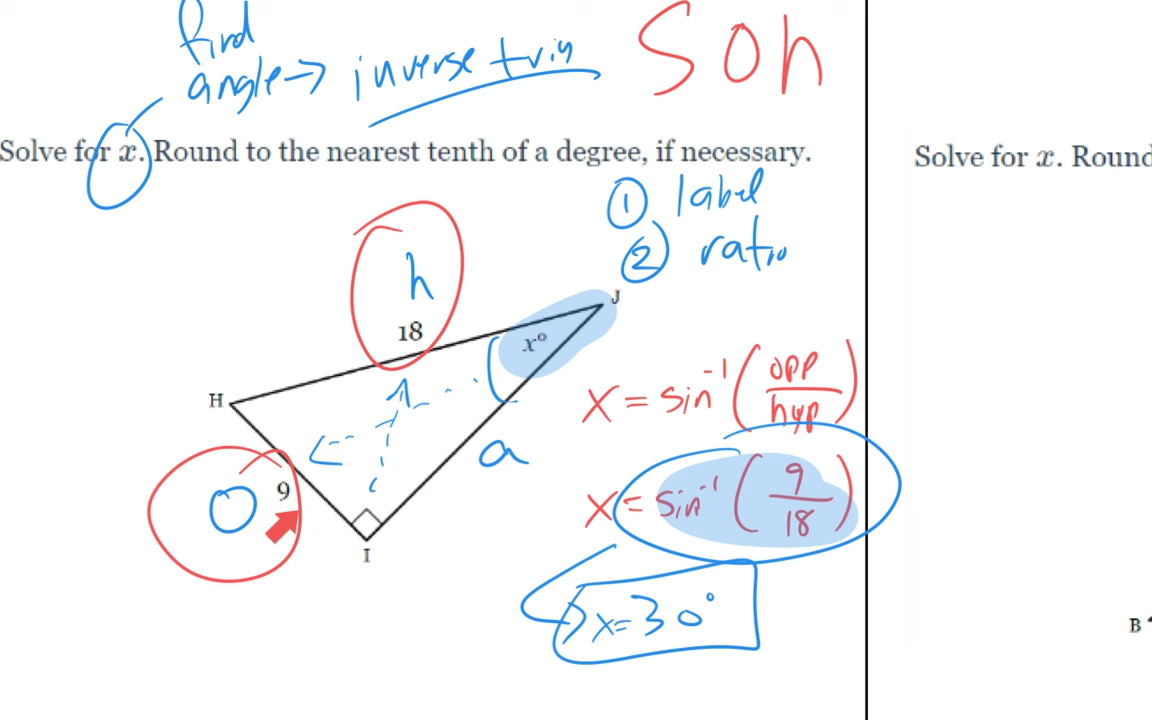 find
angle → inverse trig
Soh
Solve for x. Round to the nearest tenth of a degree, if necessary.
Solve for x. Round
① label
② ratio
h
18
J
x°
H
x = sin⁻¹(opp/hyp)
a
9
O
x = sin⁻¹(9/18)
I
x = 30°
B